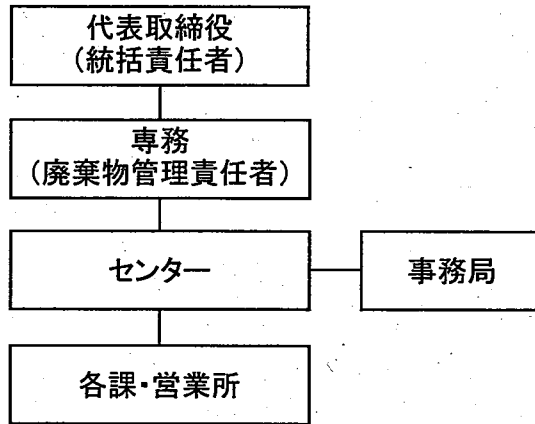 代表取締役
（統括責任者）
専務
（廃棄物管理責任者）
センター
事務局
各課・営業所